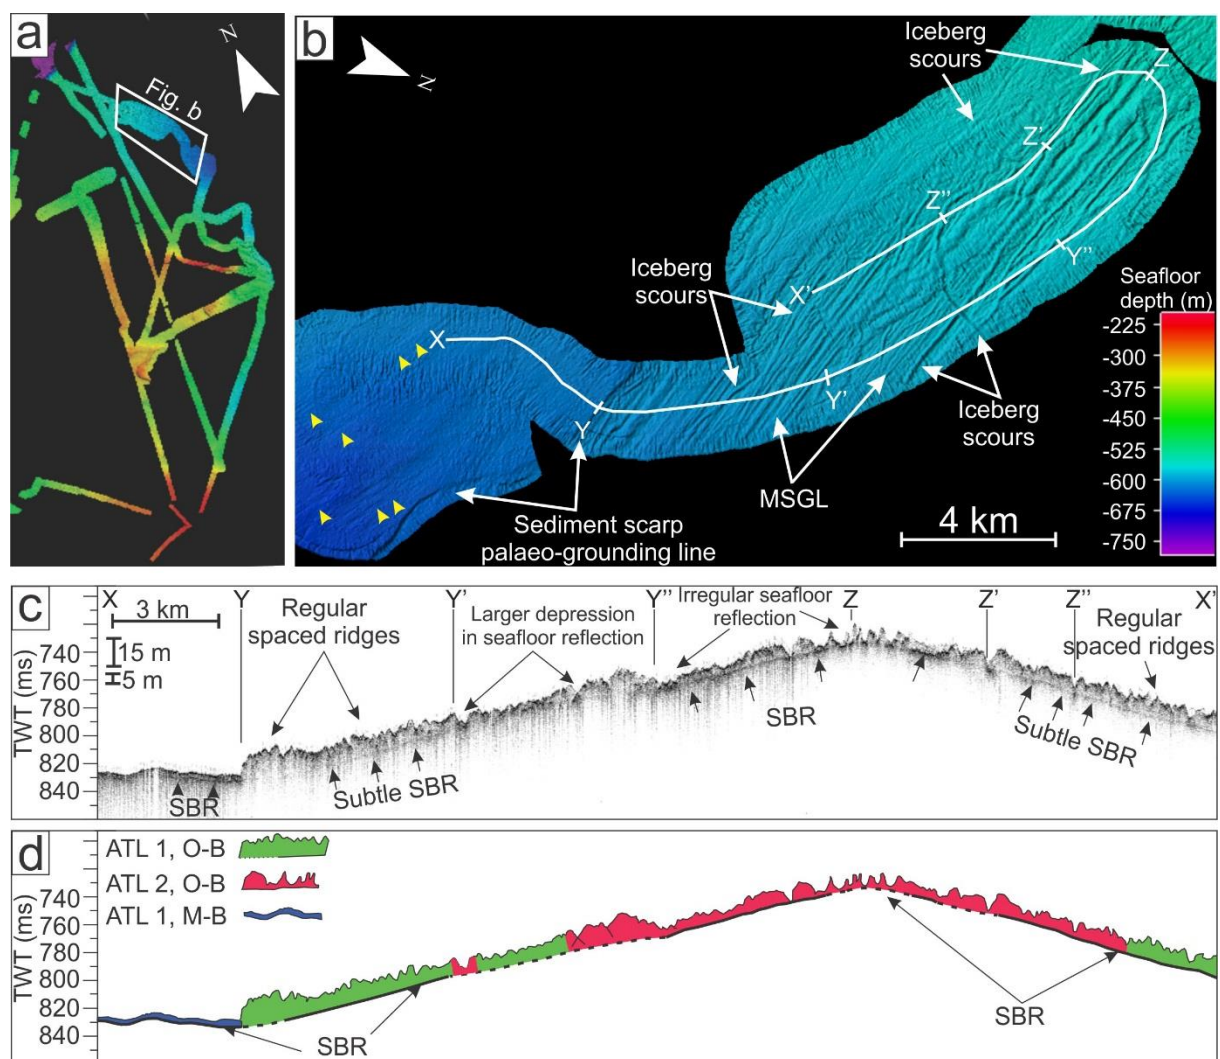 a
N
Fig. b
b
N
Iceberg
scours
Z
Z'
Z''
Y''
Iceberg
scours
X'
X
Y
Y'
Iceberg
scours
MSGL
Sediment scarp
palaeo-grounding line
4 km
Seafloor
depth (m)
-225
-300
-375
-450
-525
-600
-675
-750
c
X
Y
Y'
Y''
Z
Z'
Z''
X'
3 km
15 m
5 m
Regular
spaced ridges
Larger depression
in seafloor reflection
Irregular seafloor
reflection
Regular
spaced ridges
TWT (ms)
740
760
780
800
820
840
SBR
Subtle SBR
SBR
Subtle SBR
d
ATL 1, O-B
ATL 2, O-B
ATL 1, M-B
TWT (ms)
740
760
780
800
820
840
SBR
SBR